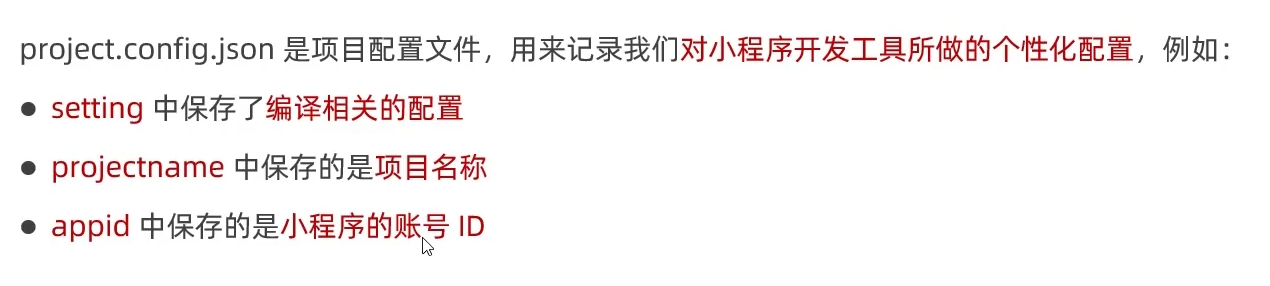 project.config.json 是项目配置文件，用来记录我们对小程序开发工具所做的个性化配置，例如：
● setting 中保存了编译相关的配置
● projectname 中保存的是项目名称
● appid 中保存的是小程序的账号 ID